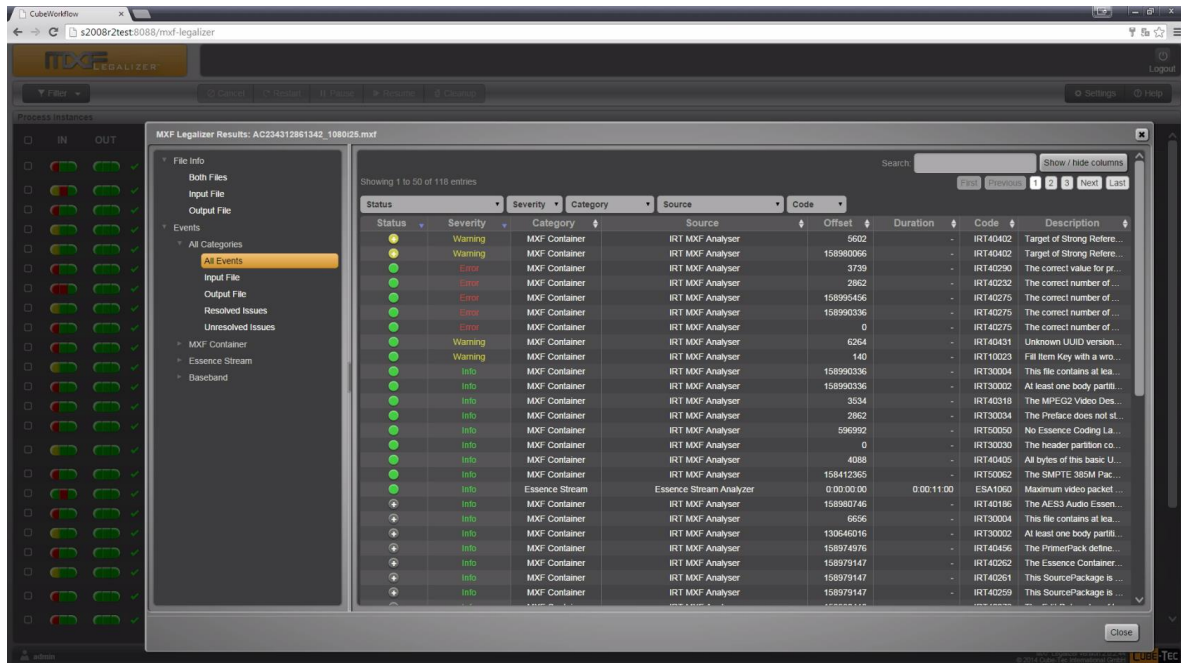 CubeWorkflow
s2008r2test:8088/mxf-legalizer
MXF LEGALIZER
Logout
Filter Cancel Restart Pause Resume Cleanup Settings Help
Process Instances
IN OUT
MXF Legalizer Results: AC234312861342_1080i25.mxf
File Info
Both Files
Input File
Output File
Events
All Categories
All Events
Input File
Output File
Resolved Issues
Unresolved Issues
MXF Container
Essence Stream
Baseband
Search: Show / hide columns
Showing 1 to 50 of 118 entries First Previous 1 2 3 Next Last
Status Severity Category Source Code
Status Severity Category Source Offset Duration Code Description
Warning MXF Container IRT MXF Analyser 5602 - IRT40402 Target of Strong Refere...
Warning MXF Container IRT MXF Analyser 158980066 - IRT40402 Target of Strong Refere...
Error MXF Container IRT MXF Analyser 3739 - IRT40290 The correct value for pr...
Error MXF Container IRT MXF Analyser 2862 - IRT40232 The correct number of ...
Error MXF Container IRT MXF Analyser 158995456 - IRT40275 The correct number of ...
Error MXF Container IRT MXF Analyser 158990336 - IRT40275 The correct number of ...
Error MXF Container IRT MXF Analyser 0 - IRT40275 The correct number of ...
Warning MXF Container IRT MXF Analyser 6264 - IRT40431 Unknown UUID version...
Warning MXF Container IRT MXF Analyser 140 - IRT10023 Fill Item Key with a wro...
Info MXF Container IRT MXF Analyser 158990336 - IRT30004 This file contains at lea...
Info MXF Container IRT MXF Analyser 158990336 - IRT30002 At least one body partiti...
Info MXF Container IRT MXF Analyser 3534 - IRT40318 The MPEG2 Video Des...
Info MXF Container IRT MXF Analyser 2862 - IRT30034 The Preface does not st...
Info MXF Container IRT MXF Analyser 596992 - IRT50050 No Essence Coding La...
Info MXF Container IRT MXF Analyser 0 - IRT30030 The header partition co...
Info MXF Container IRT MXF Analyser 4088 - IRT40405 All bytes of this basic U...
Info MXF Container IRT MXF Analyser 158412365 - IRT50062 The SMPTE 385M Pac...
Info Essence Stream Essence Stream Analyzer 0:00:00:00 0:00:11:00 ESA1060 Maximum video packet ...
Info MXF Container IRT MXF Analyser 158980746 - IRT40186 The AES3 Audio Essen...
Info MXF Container IRT MXF Analyser 6656 - IRT30004 This file contains at lea...
Info MXF Container IRT MXF Analyser 130646016 - IRT30002 At least one body partiti...
Info MXF Container IRT MXF Analyser 158974976 - IRT40456 The PrimerPack define...
Info MXF Container IRT MXF Analyser 158979147 - IRT40262 The Essence Container...
Info MXF Container IRT MXF Analyser 158979147 - IRT40261 This SourcePackage is ...
Info MXF Container IRT MXF Analyser 158979147 - IRT40259 This SourcePackage is ...
Close
admin
CUBE-TEC